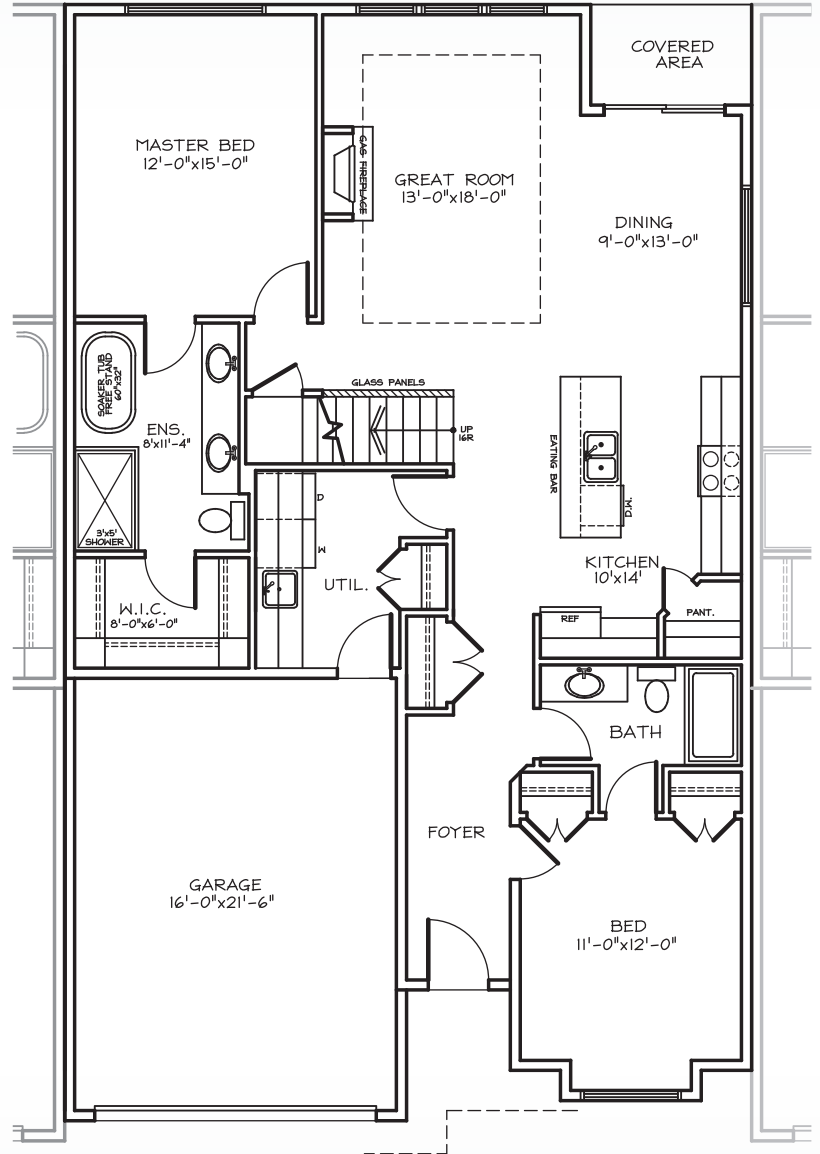 COVERED
AREA
MASTER BED
12'-0"x15'-0"
GAS FIREPLACE
GREAT ROOM
13'-0"x18'-0"
DINING
9'-0"x13'-0"
SOAKER TUB
FREE STAND
60"x32"
GLASS PANELS
ENS.
8'x11'-4"
UP
16R
EATING BAR
D
D.W.
3'x5'
SHOWER
W
KITCHEN
10'x14'
UTIL.
W.I.C.
8'-0"x6'-0"
REF
PANT.
BATH
FOYER
GARAGE
16'-0"x21'-6"
BED
11'-0"x12'-0"